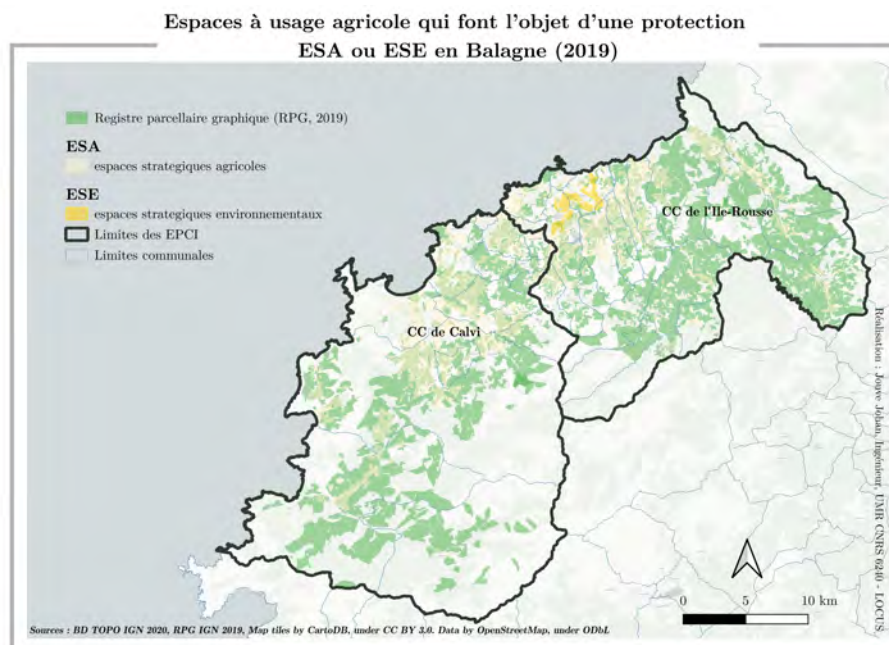 Espaces à usage agricole qui font l'objet d'une protection
ESA ou ESE en Balagne (2019)
Registre parcellaire graphique (RPG, 2019)
ESA
espaces strategiques agricoles
ESE
espaces strategiques environnementaux
Limites des EPCI
Limites communales
CC de l'Ile-Rousse
CC de Calvi
Réalisation : Jouve Johan, Ingénieur, UMR CNRS 6240 - LOCUS
0 5 10 km
Sources : BD TOPO IGN 2020, RPG IGN 2019, Map tiles by CartoDB, under CC BY 3.0. Data by OpenStreetMap, under ODbL